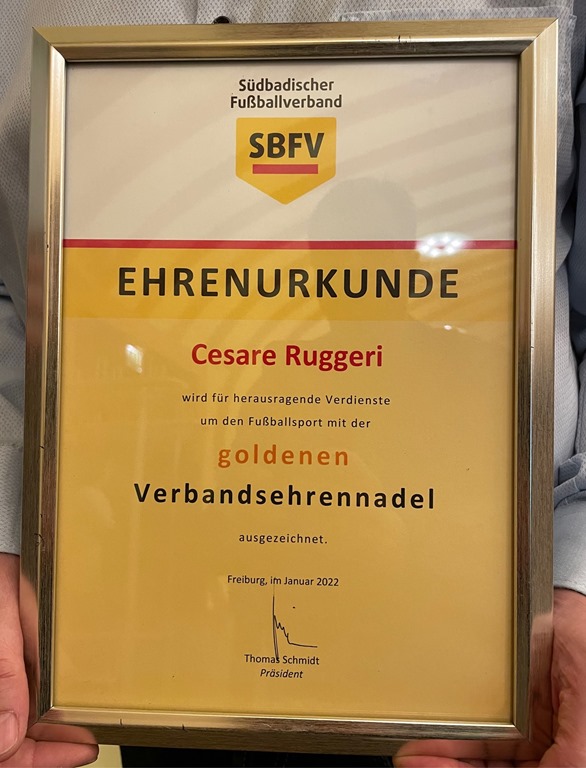 Südbadischer
Fußballverband
SBFV
EHRENURKUNDE
Cesare Ruggeri
wird für herausragende Verdienste
um den Fußballsport mit der
goldenen
Verbandsehrennadel
ausgezeichnet.
Freiburg, im Januar 2022
Thomas Schmidt
Präsident